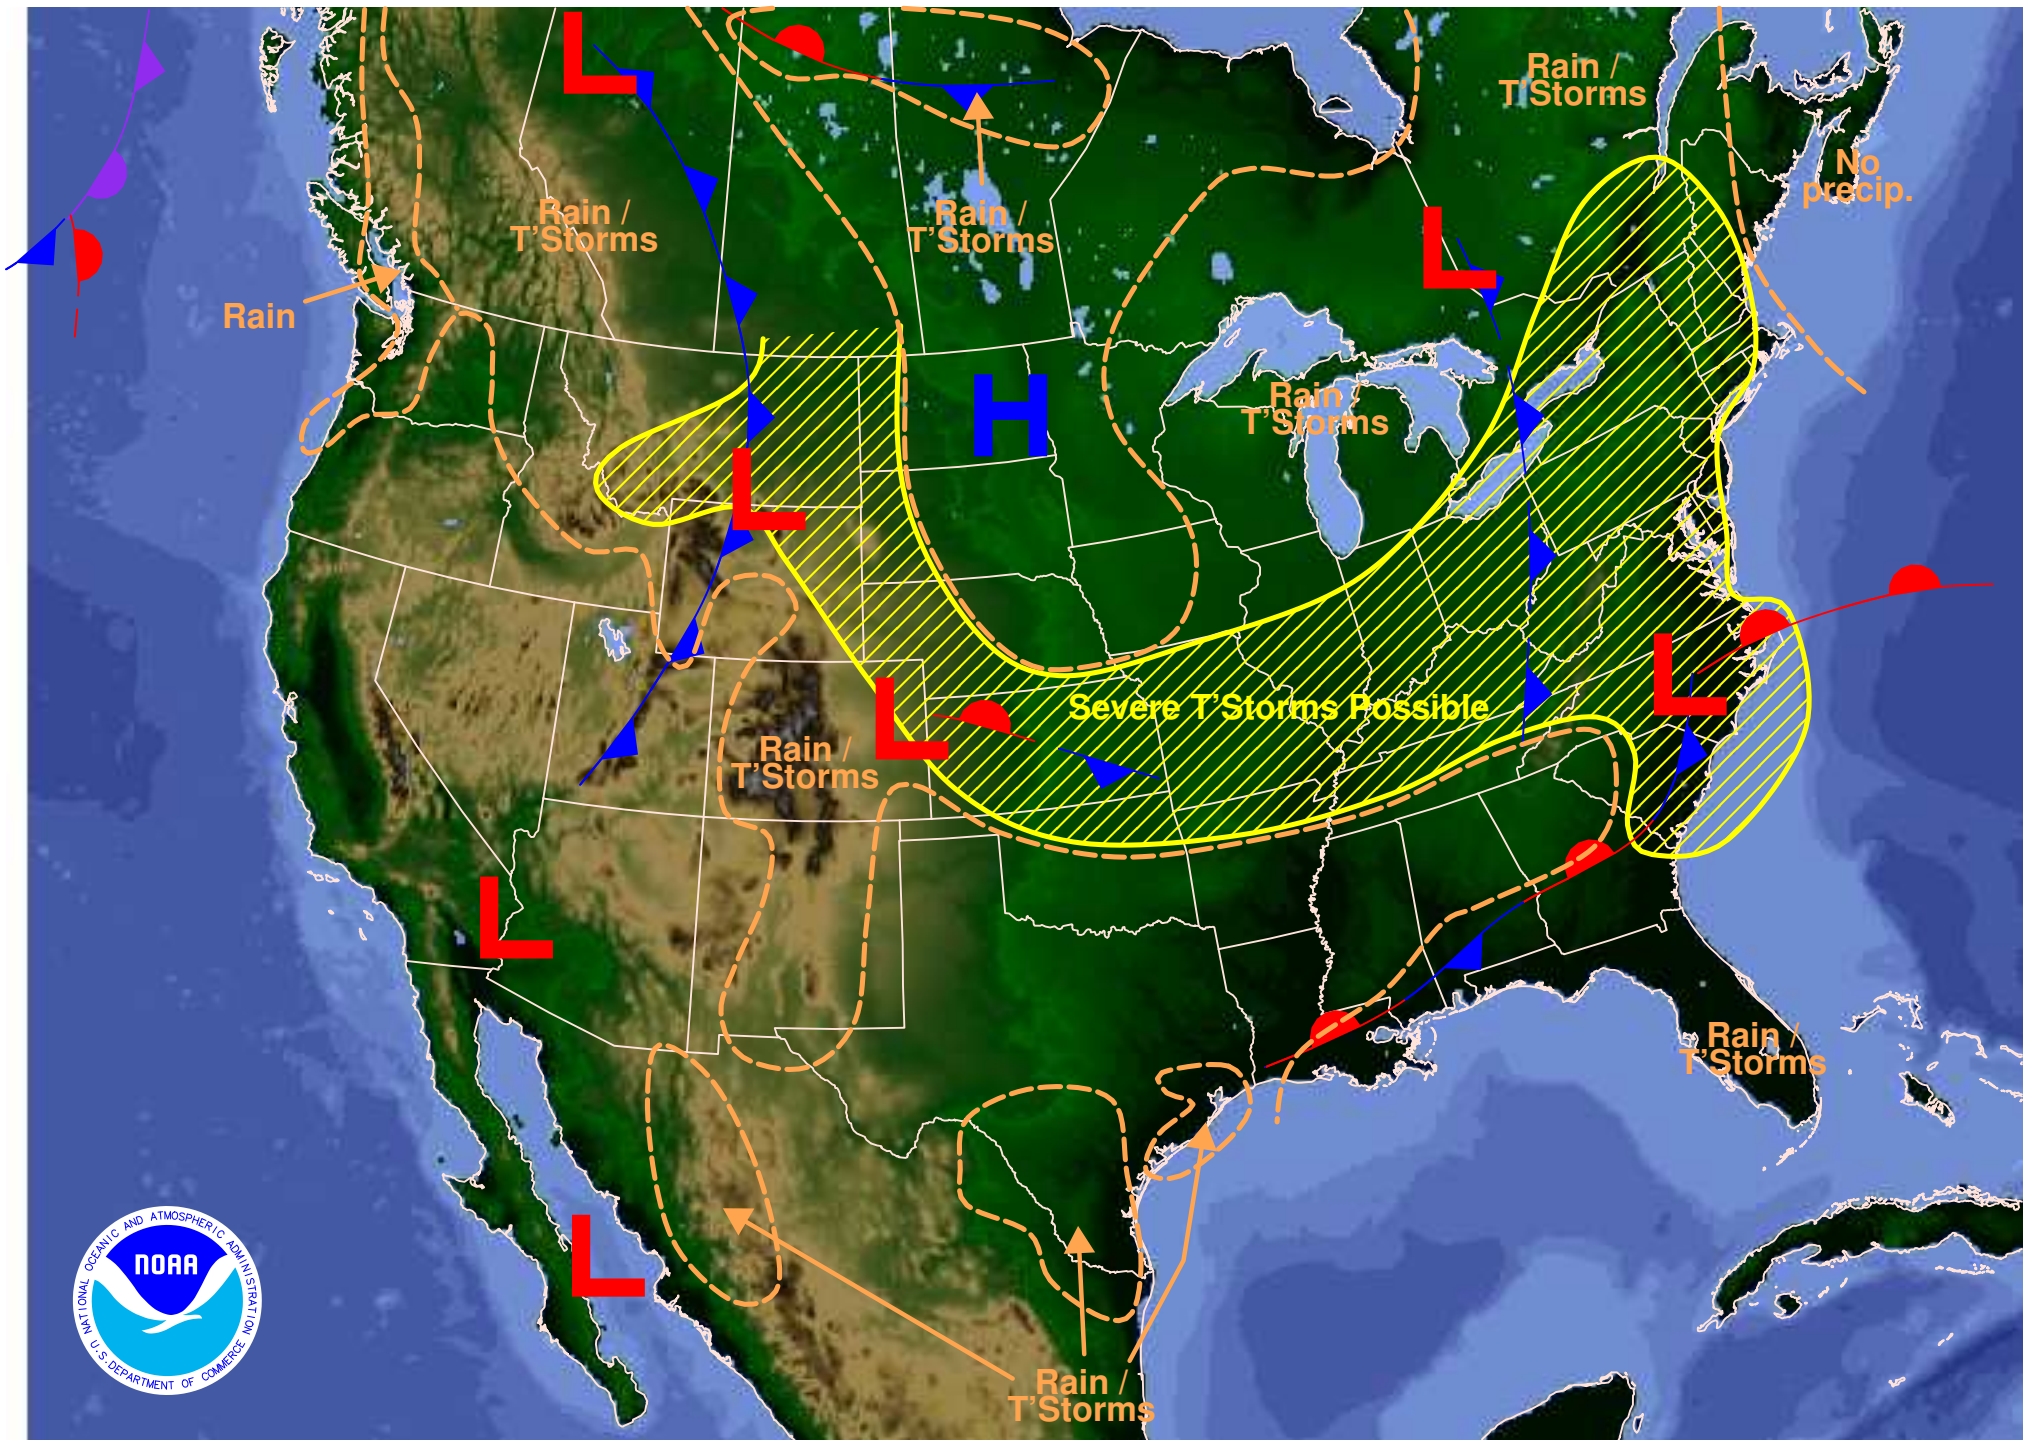 L
Rain /
T'Storms
No
precip.
Rain /
T'Storms
Rain /
T'Storms
L
Rain
H
Rain /
T'Storms
L
L
Severe T'Storms Possible
L
Rain /
T'Storms
L
Rain /
T'Storms
L
NATIONAL OCEANIC AND ATMOSPHERIC ADMINISTRATION
NOAA
U.S. DEPARTMENT OF COMMERCE
Rain /
T'Storms